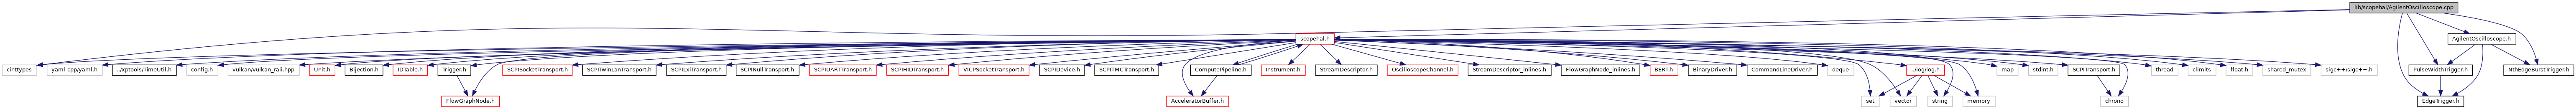 lib/scopehal/AgilentOscilloscope.cpp
scopehal.h
AgilentOscilloscope.h
cinttypes
yaml-cpp/yaml.h
../xptools/TimeUtil.h
config.h
vulkan/vulkan_raii.hpp
Unit.h
Bijection.h
IDTable.h
Trigger.h
SCPISocketTransport.h
SCPITwinLanTransport.h
SCPILxiTransport.h
SCPINullTransport.h
SCPIUARTTransport.h
SCPIHIDTransport.h
VICPSocketTransport.h
SCPIDevice.h
SCPITMCTransport.h
ComputePipeline.h
Instrument.h
StreamDescriptor.h
OscilloscopeChannel.h
StreamDescriptor_inlines.h
FlowGraphNode_inlines.h
BERT.h
BinaryDriver.h
CommandLineDriver.h
deque
../log/log.h
map
stdint.h
SCPITransport.h
thread
climits
float.h
shared_mutex
sigc++/sigc++.h
PulseWidthTrigger.h
NthEdgeBurstTrigger.h
FlowGraphNode.h
AcceleratorBuffer.h
set
vector
string
memory
chrono
EdgeTrigger.h